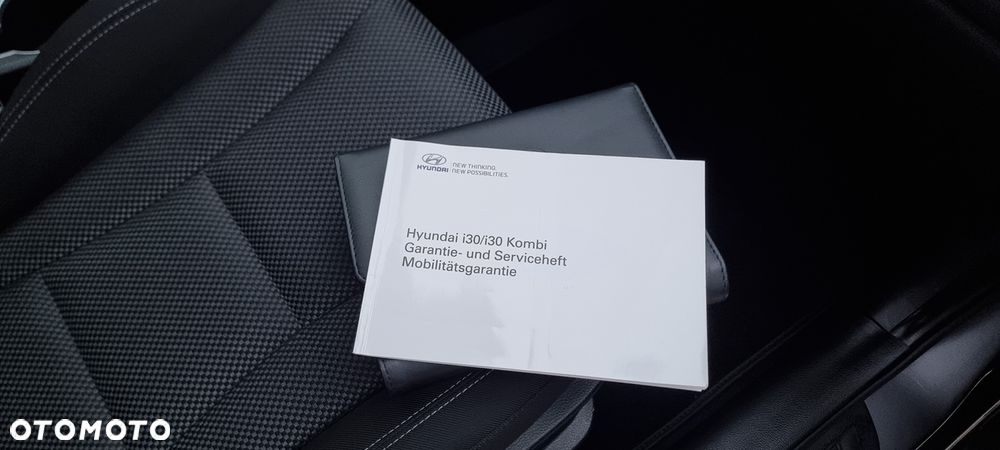 HYUNDAI
NEW THINKING.
NEW POSSIBILITIES.
Hyundai i30/i30 Kombi
Garantie- und Serviceheft
Mobilitätsgarantie
OTOMOTO